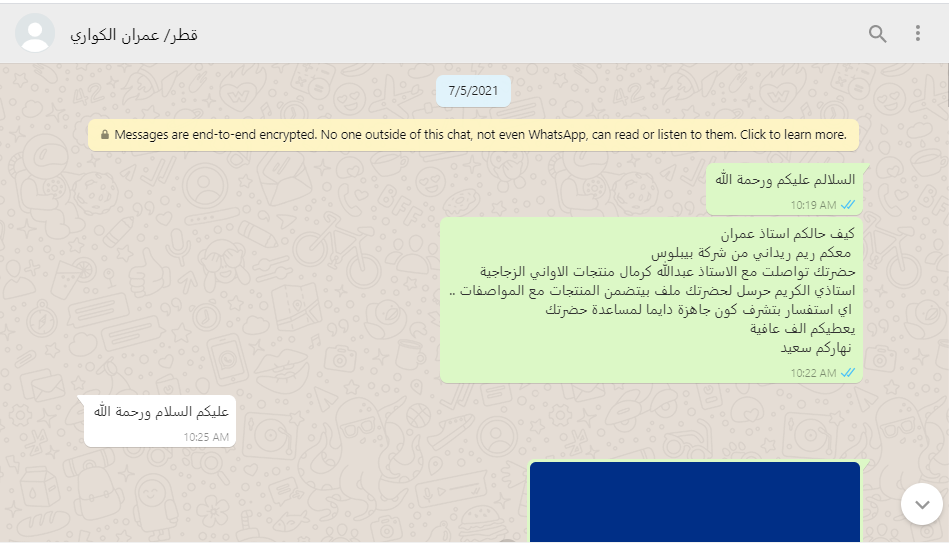 قطر/ عمران الكواري
7/5/2021
Messages are end-to-end encrypted. No one outside of this chat, not even WhatsApp, can read or listen to them. Click to learn more.
السلالم عليكم ورحمة الله
10:19 AM
كيف حالكم استاذ عمران
معكم ريم ريداني من شركة بيبلوس
حضرتك تواصلت مع الاستاذ عبدالله كرمال منتجات الاواني الزجاجية
استاذي الكريم حرسل لحضرتك ملف بيتضمن المنتجات مع المواصفات ..
اي استفسار بتشرف كون جاهزة دايما لمساعدة حضرتك
يعطيكم الف عافية
نهاركم سعيد
10:22 AM
عليكم السلام ورحمة الله
10:25 AM